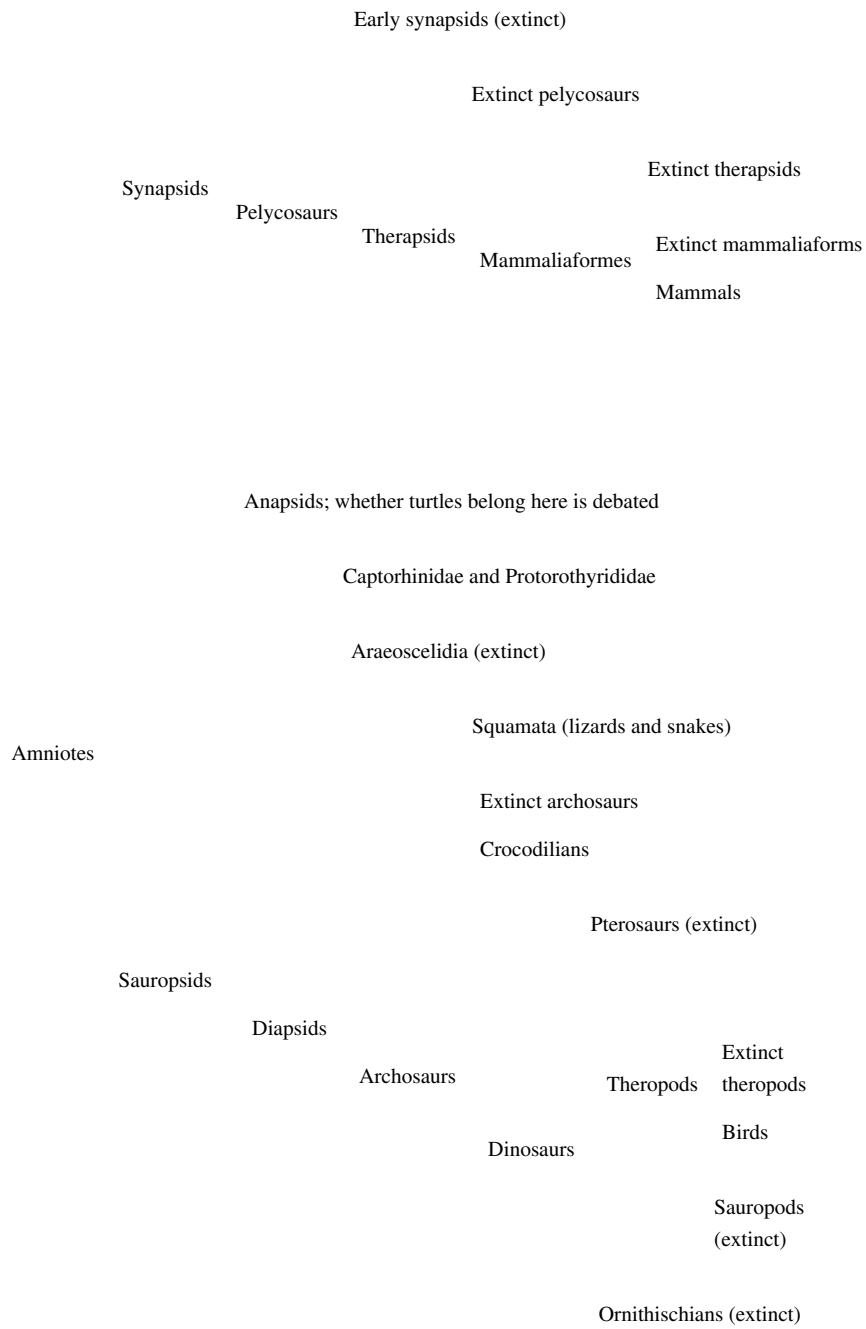 Early synapsids (extinct)
Extinct pelycosaurs
Extinct therapsids
Synapsids
Pelycosaurs
Therapsids
Extinct mammaliaforms
Mammaliaformes
Mammals
Anapsids; whether turtles belong here is debated
Captorhinidae and Protorothyrididae
Araeoscelidia (extinct)
Squamata (lizards and snakes)
Amniotes
Extinct archosaurs
Crocodilians
Pterosaurs (extinct)
Sauropsids
Diapsids
Archosaurs
Theropods
Extinct
theropods
Birds
Dinosaurs
Sauropods
(extinct)
Ornithischians (extinct)